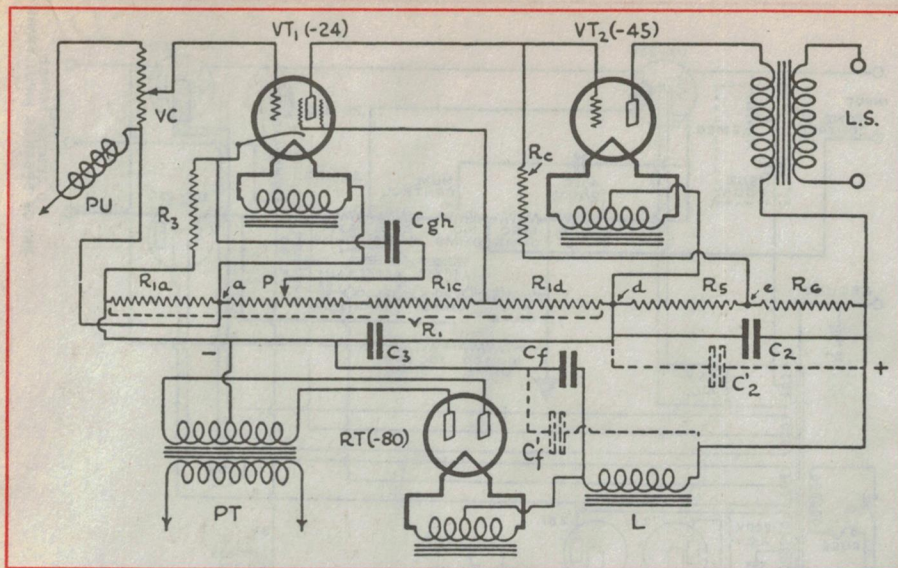 VT₁(-24)
VT₂(-45)
VC
L.S.
Rc
R₃
PU
Cgh
R₁a
a
P
R₁c
R₁d
d
R₅
e
R₆
R₁
-
C₃
Cf
C₂
C'₂
+
RT(-80)
C'f
PT
L